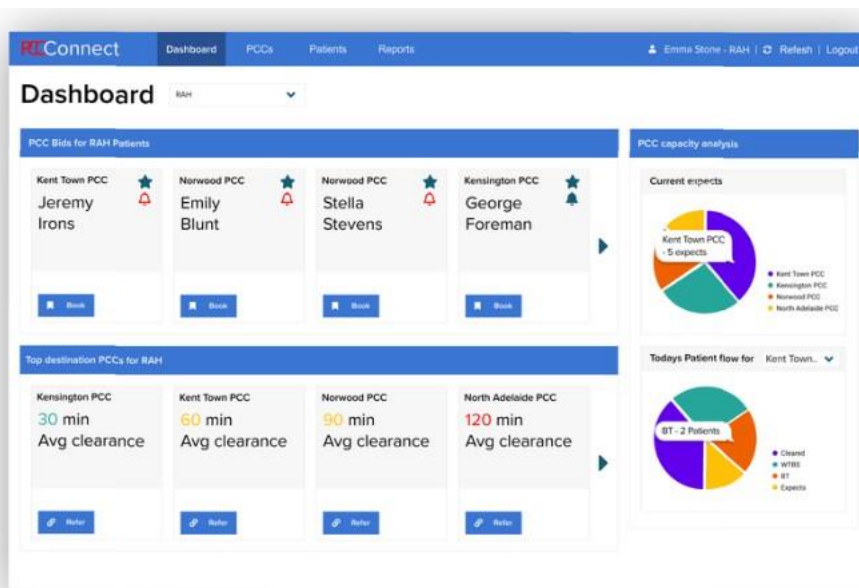 PCCConnect
Dashboard PCCs Patients Reports
Emma Stone - RAH | Refesh | Logout
Dashboard
RAH
PCC Bids for RAH Patients
Kent Town PCC
Jeremy
Irons
Book
Norwood PCC
Emily
Blunt
Book
Norwood PCC
Stella
Stevens
Book
Kensington PCC
George
Foreman
Book
Top destination PCCs for RAH
Kensington PCC
30 min
Avg clearance
Refer
Kent Town PCC
60 min
Avg clearance
Refer
Norwood PCC
90 min
Avg clearance
Refer
North Adelaide PCC
120 min
Avg clearance
Refer
PCC capacity analysis
Current expects
Kent Town PCC
- 5 expects
Kent Town PCC
Kensington PCC
Norwood PCC
North Adelaide PCC
Todays Patient flow for Kent Town..
BT - 2 Patients
Cleared
WTBS
BT
Expects